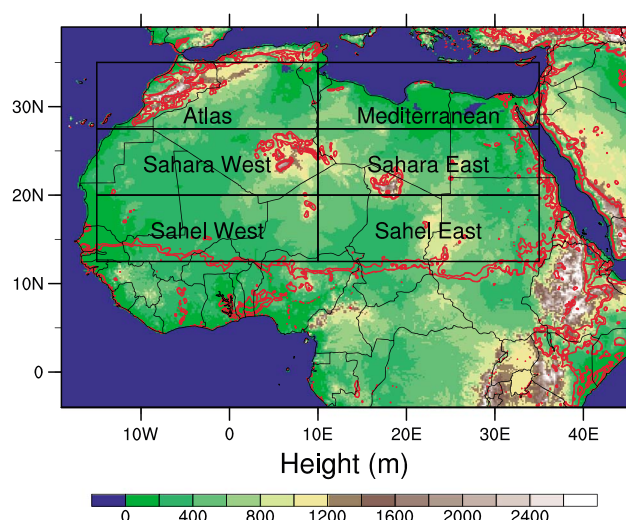 30N
Atlas Mediterranean
Sahara West Sahara East
20N
Sahel West Sahel East
10N
0
10W 0 10E 20E 30E 40E
Height (m)
0 400 800 1200 1600 2000 2400